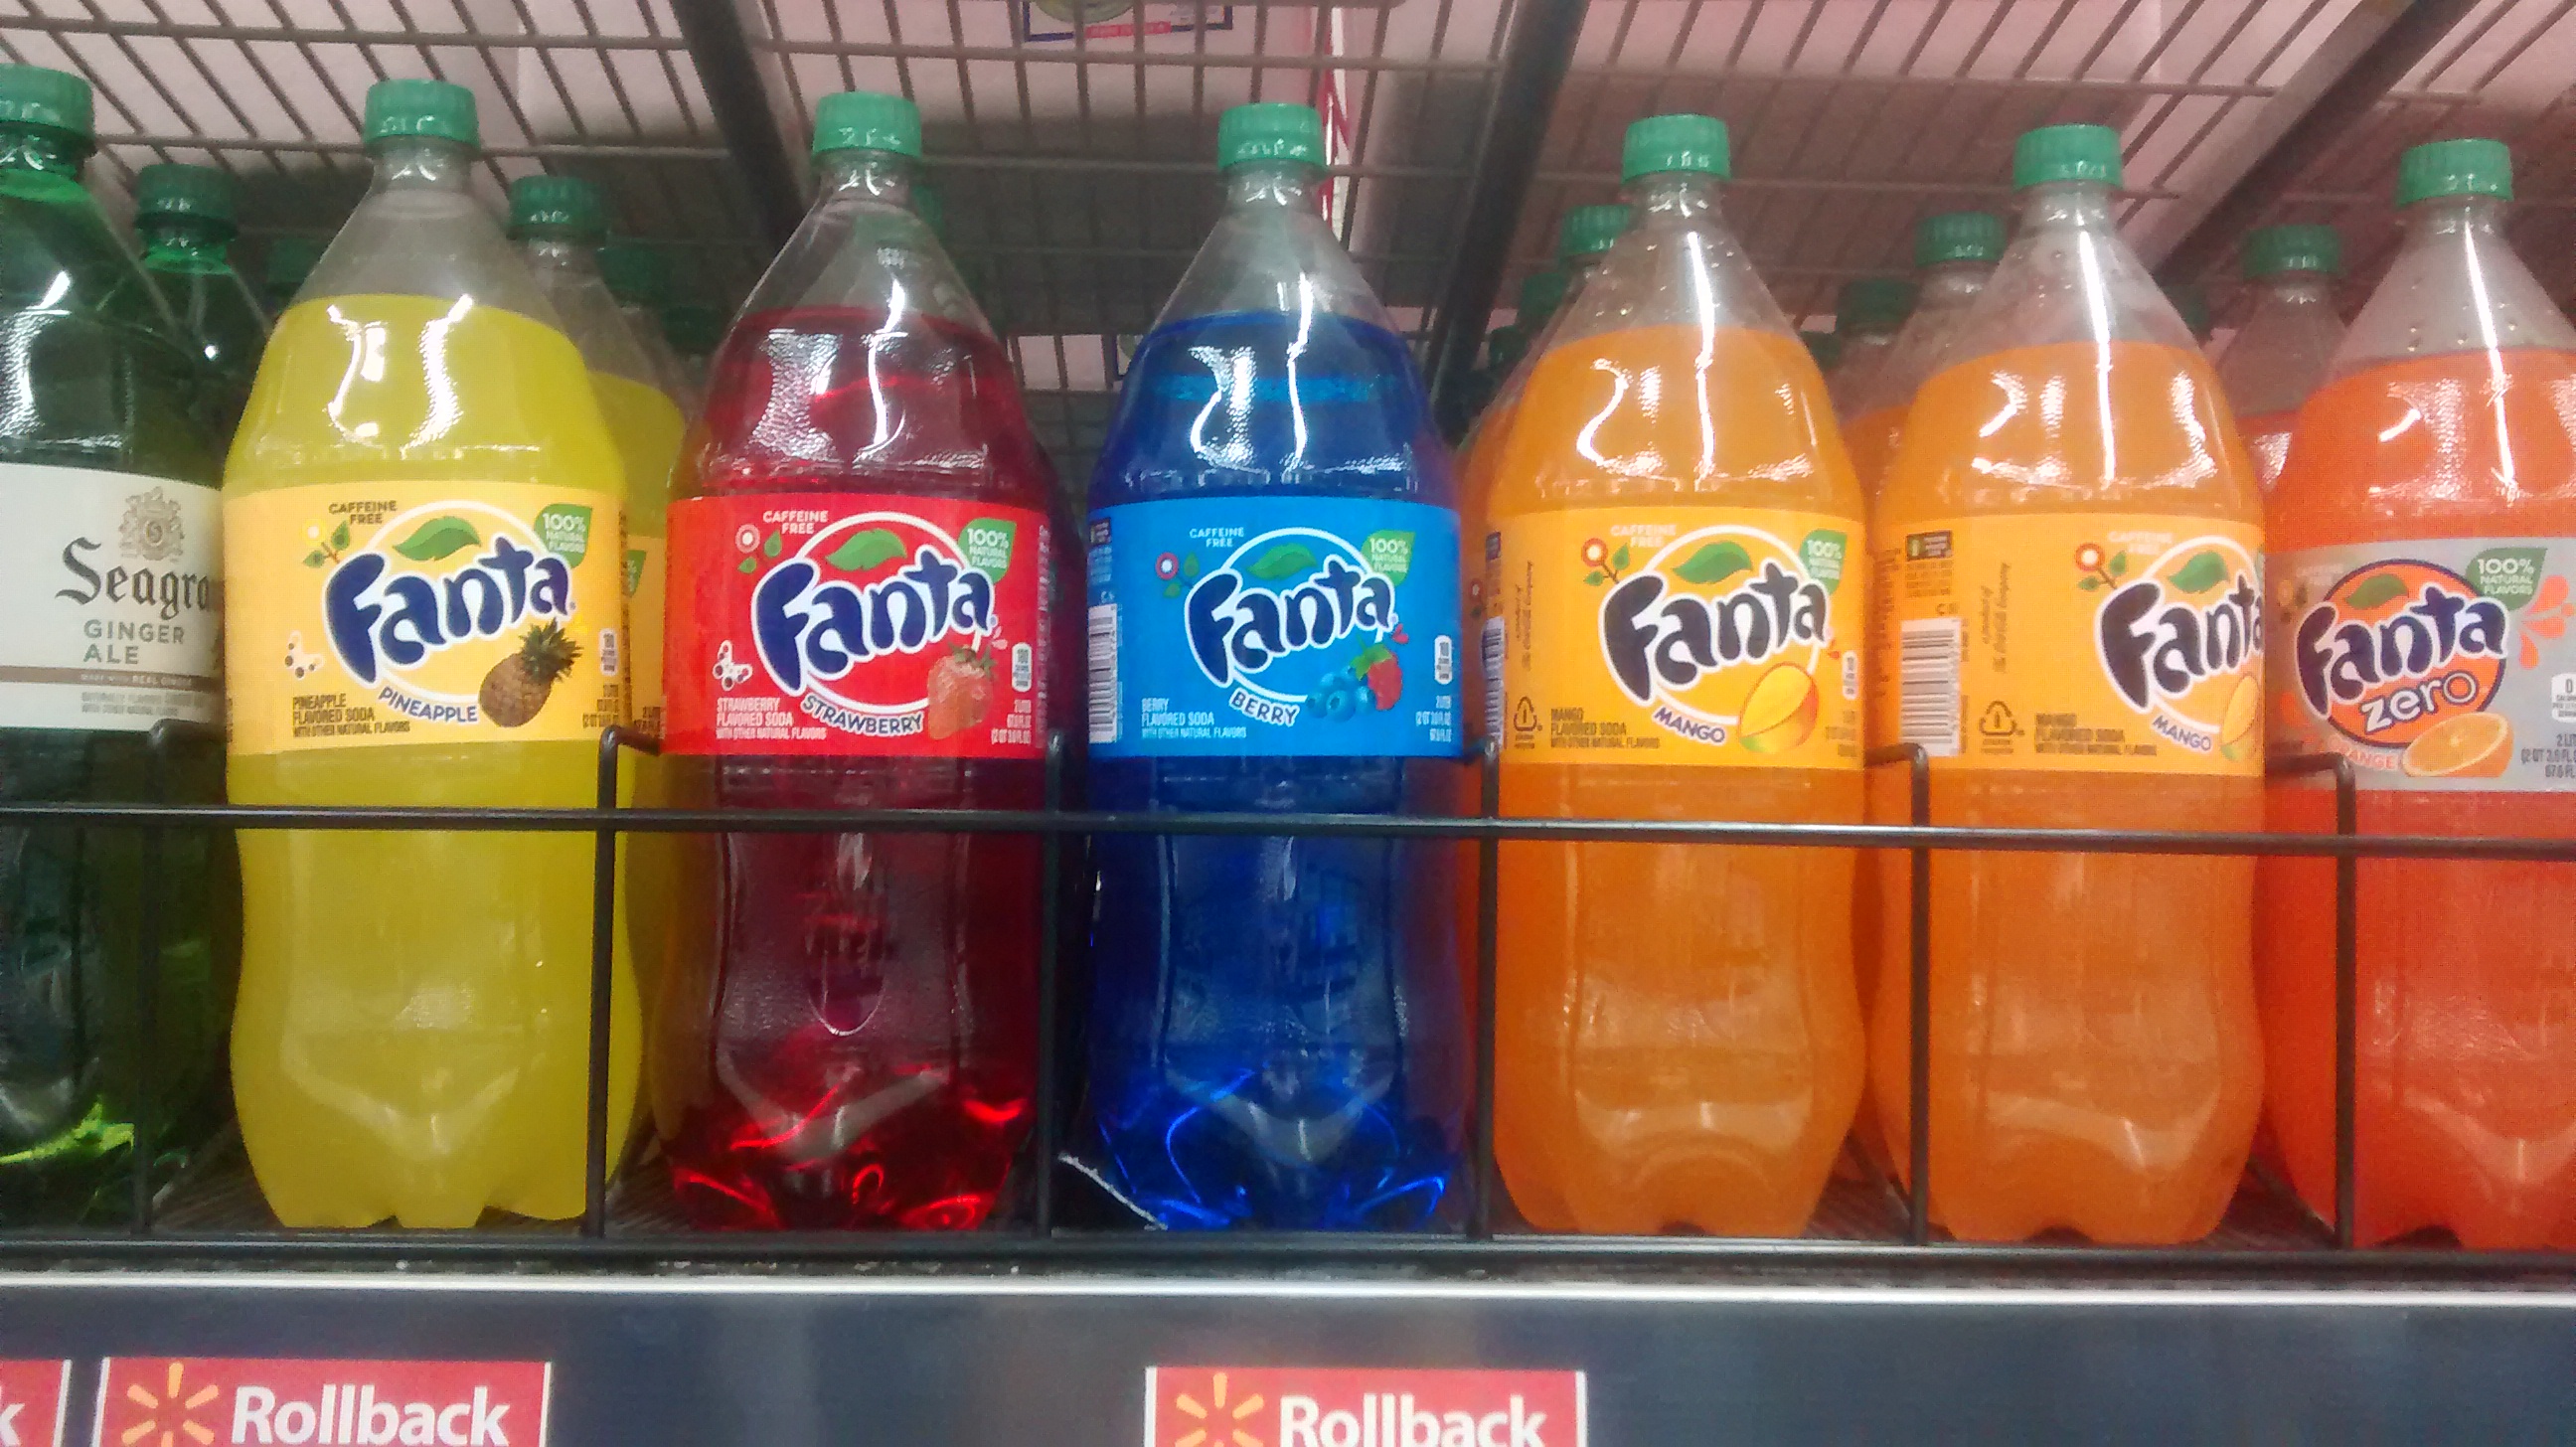 Seagra
GINGER
ALE
CAFFEINE
FREE
100%
NATURAL
FLAVORS
Fanta
PINEAPPLE
PINEAPPLE
FLAVORED SODA
WITH OTHER NATURAL FLAVORS
CAFFEINE
FREE
100%
NATURAL
FLAVORS
Fanta
STRAWBERRY
STRAWBERRY
FLAVORED SODA
WITH OTHER NATURAL FLAVORS
CAFFEINE
FREE
100%
NATURAL
FLAVORS
Fanta
BERRY
BERRY
FLAVORED SODA
WITH OTHER NATURAL FLAVORS
CAFFEINE
FREE
100%
NATURAL
FLAVORS
Fanta
MANGO
MANGO
FLAVORED SODA
WITH OTHER NATURAL FLAVORS
CAFFEINE
FREE
Fanta
MANGO
MANGO
FLAVORED SODA
WITH OTHER NATURAL FLAVORS
100%
NATURAL
FLAVORS
Fanta
zero
k
Rollback
Rollback